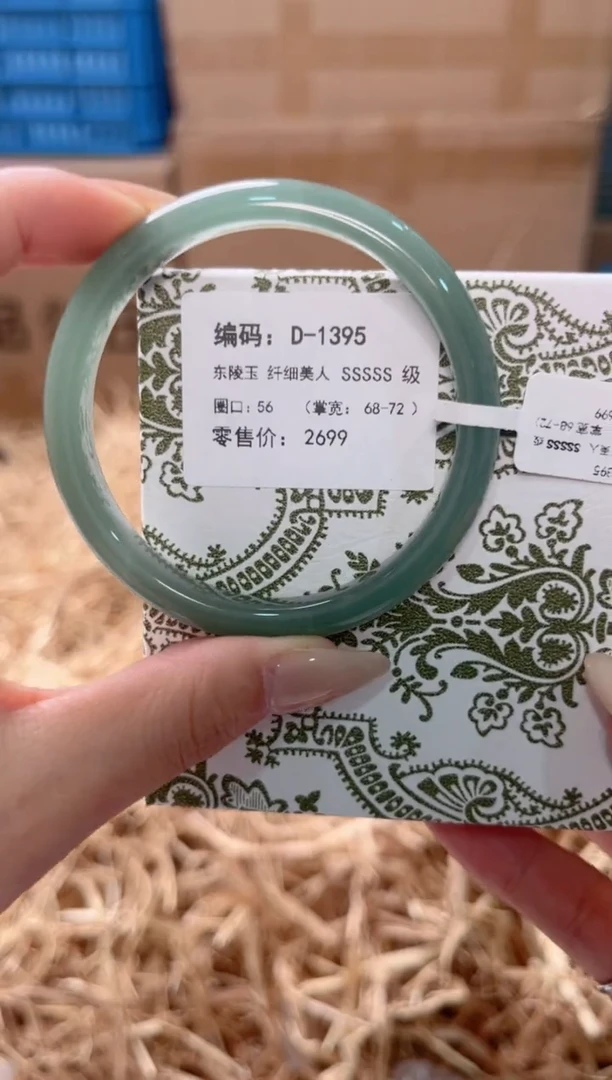 编码: D-1395
东陵玉 纤细美人 SSSSS 级
圈口: 56 (掌宽: 68-72 )
零售价: 2699